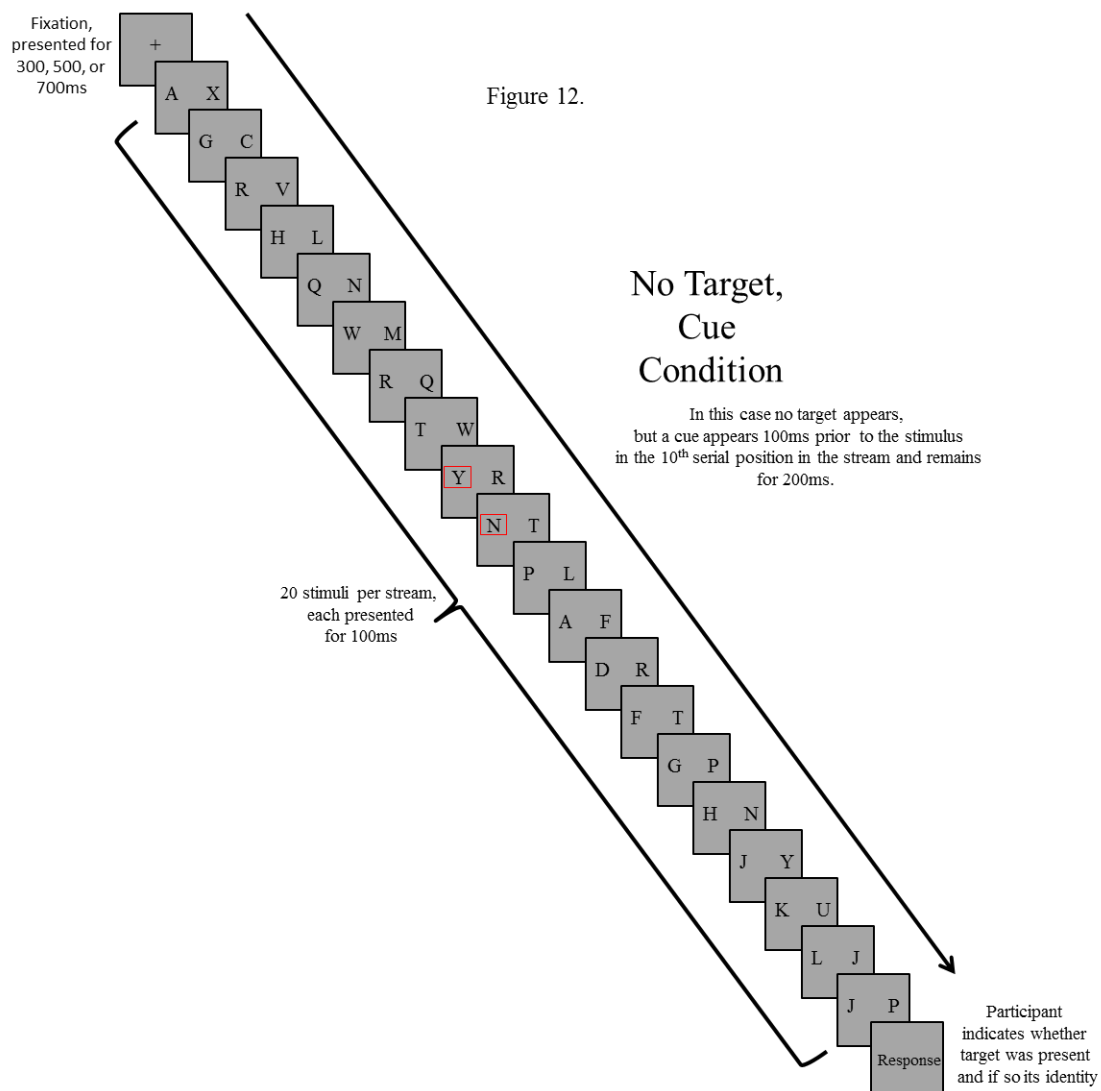 Fixation,
presented for
300, 500, or
700ms
+
A X
Figure 12.
G C
R V
H L
Q N
No Target,
Cue
Condition
W M
R Q
In this case no target appears,
but a cue appears 100ms prior to the stimulus
in the 10th serial position in the stream and remains
for 200ms.
T W
Y R
N T
P L
20 stimuli per stream,
each presented
for 100ms
A F
D R
F T
G P
H N
J Y
K U
L J
J P
Response
Participant
indicates whether
target was present
and if so its identity